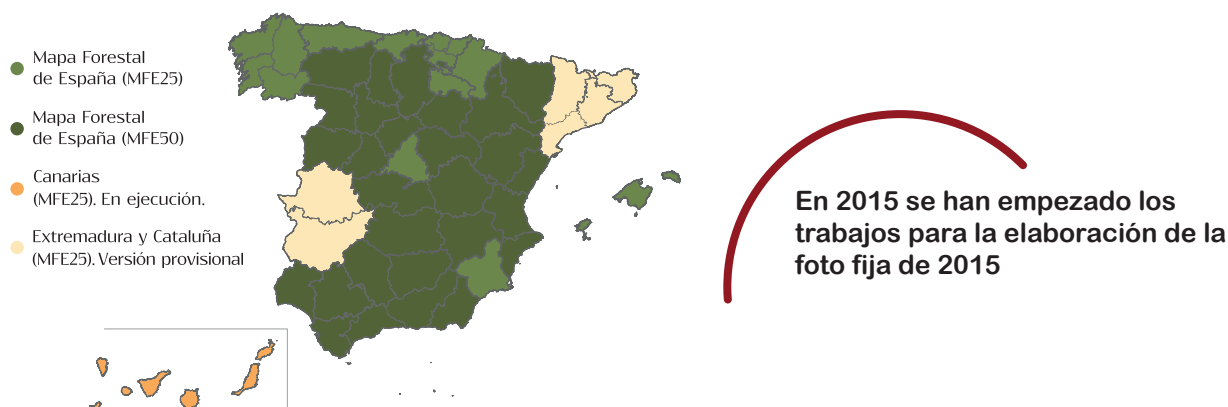 Mapa Forestal
de España (MFE25)
Mapa Forestal
de España (MFE50)
Canarias
(MFE25). En ejecución.
Extremadura y Cataluña
(MFE25). Versión provisional
En 2015 se han empezado los
trabajos para la elaboración de la
foto fija de 2015